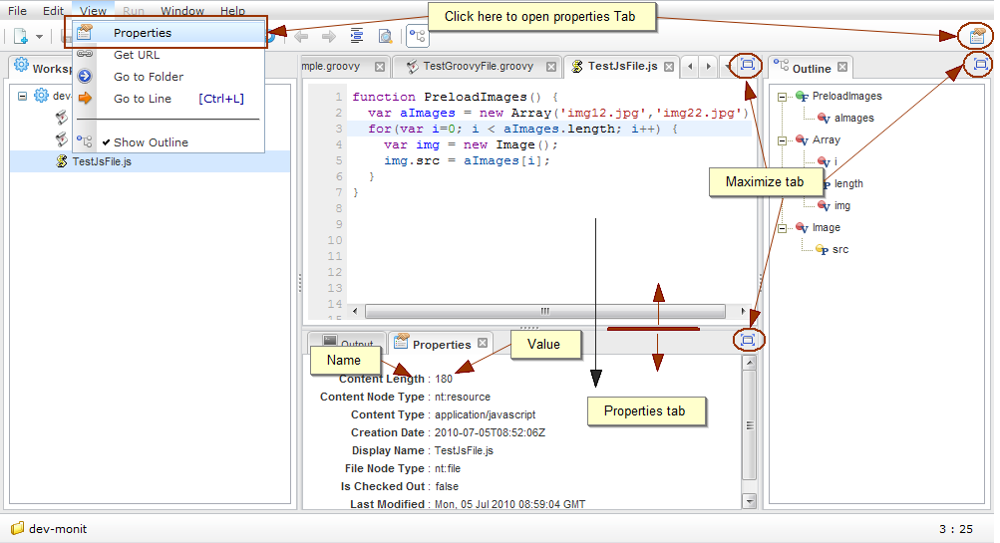 File Edit View Run Window Help
Click here to open properties Tab
Properties
Get URL
Go to Folder
Go to Line [Ctrl+L]
Show Outline
Worksp
dev-
TestJsFile.js
mple.groovy
TestGroovyFile.groovy
TestJsFile.js
1 function PreloadImages() {
2 var aImages = new Array('img12.jpg','img22.jpg')
3 for(var i=0; i < aImages.length; i++) {
4 var img = new Image();
5 img.src = aImages[i];
6 }
7 }
8
9
10
11
12
13
14
15
Outline
PreloadImages
aImages
Array
i
length
img
Image
src
Maximize tab
Output
Properties
Name
Value
Content Length : 180
Content Node Type : nt:resource
Content Type : application/javascript
Creation Date : 2010-07-05T08:52:06Z
Display Name : TestJsFile.js
File Node Type : nt:file
Is Checked Out : false
Last Modified : Mon, 05 Jul 2010 08:59:04 GMT
Properties tab
dev-monit
3 : 25